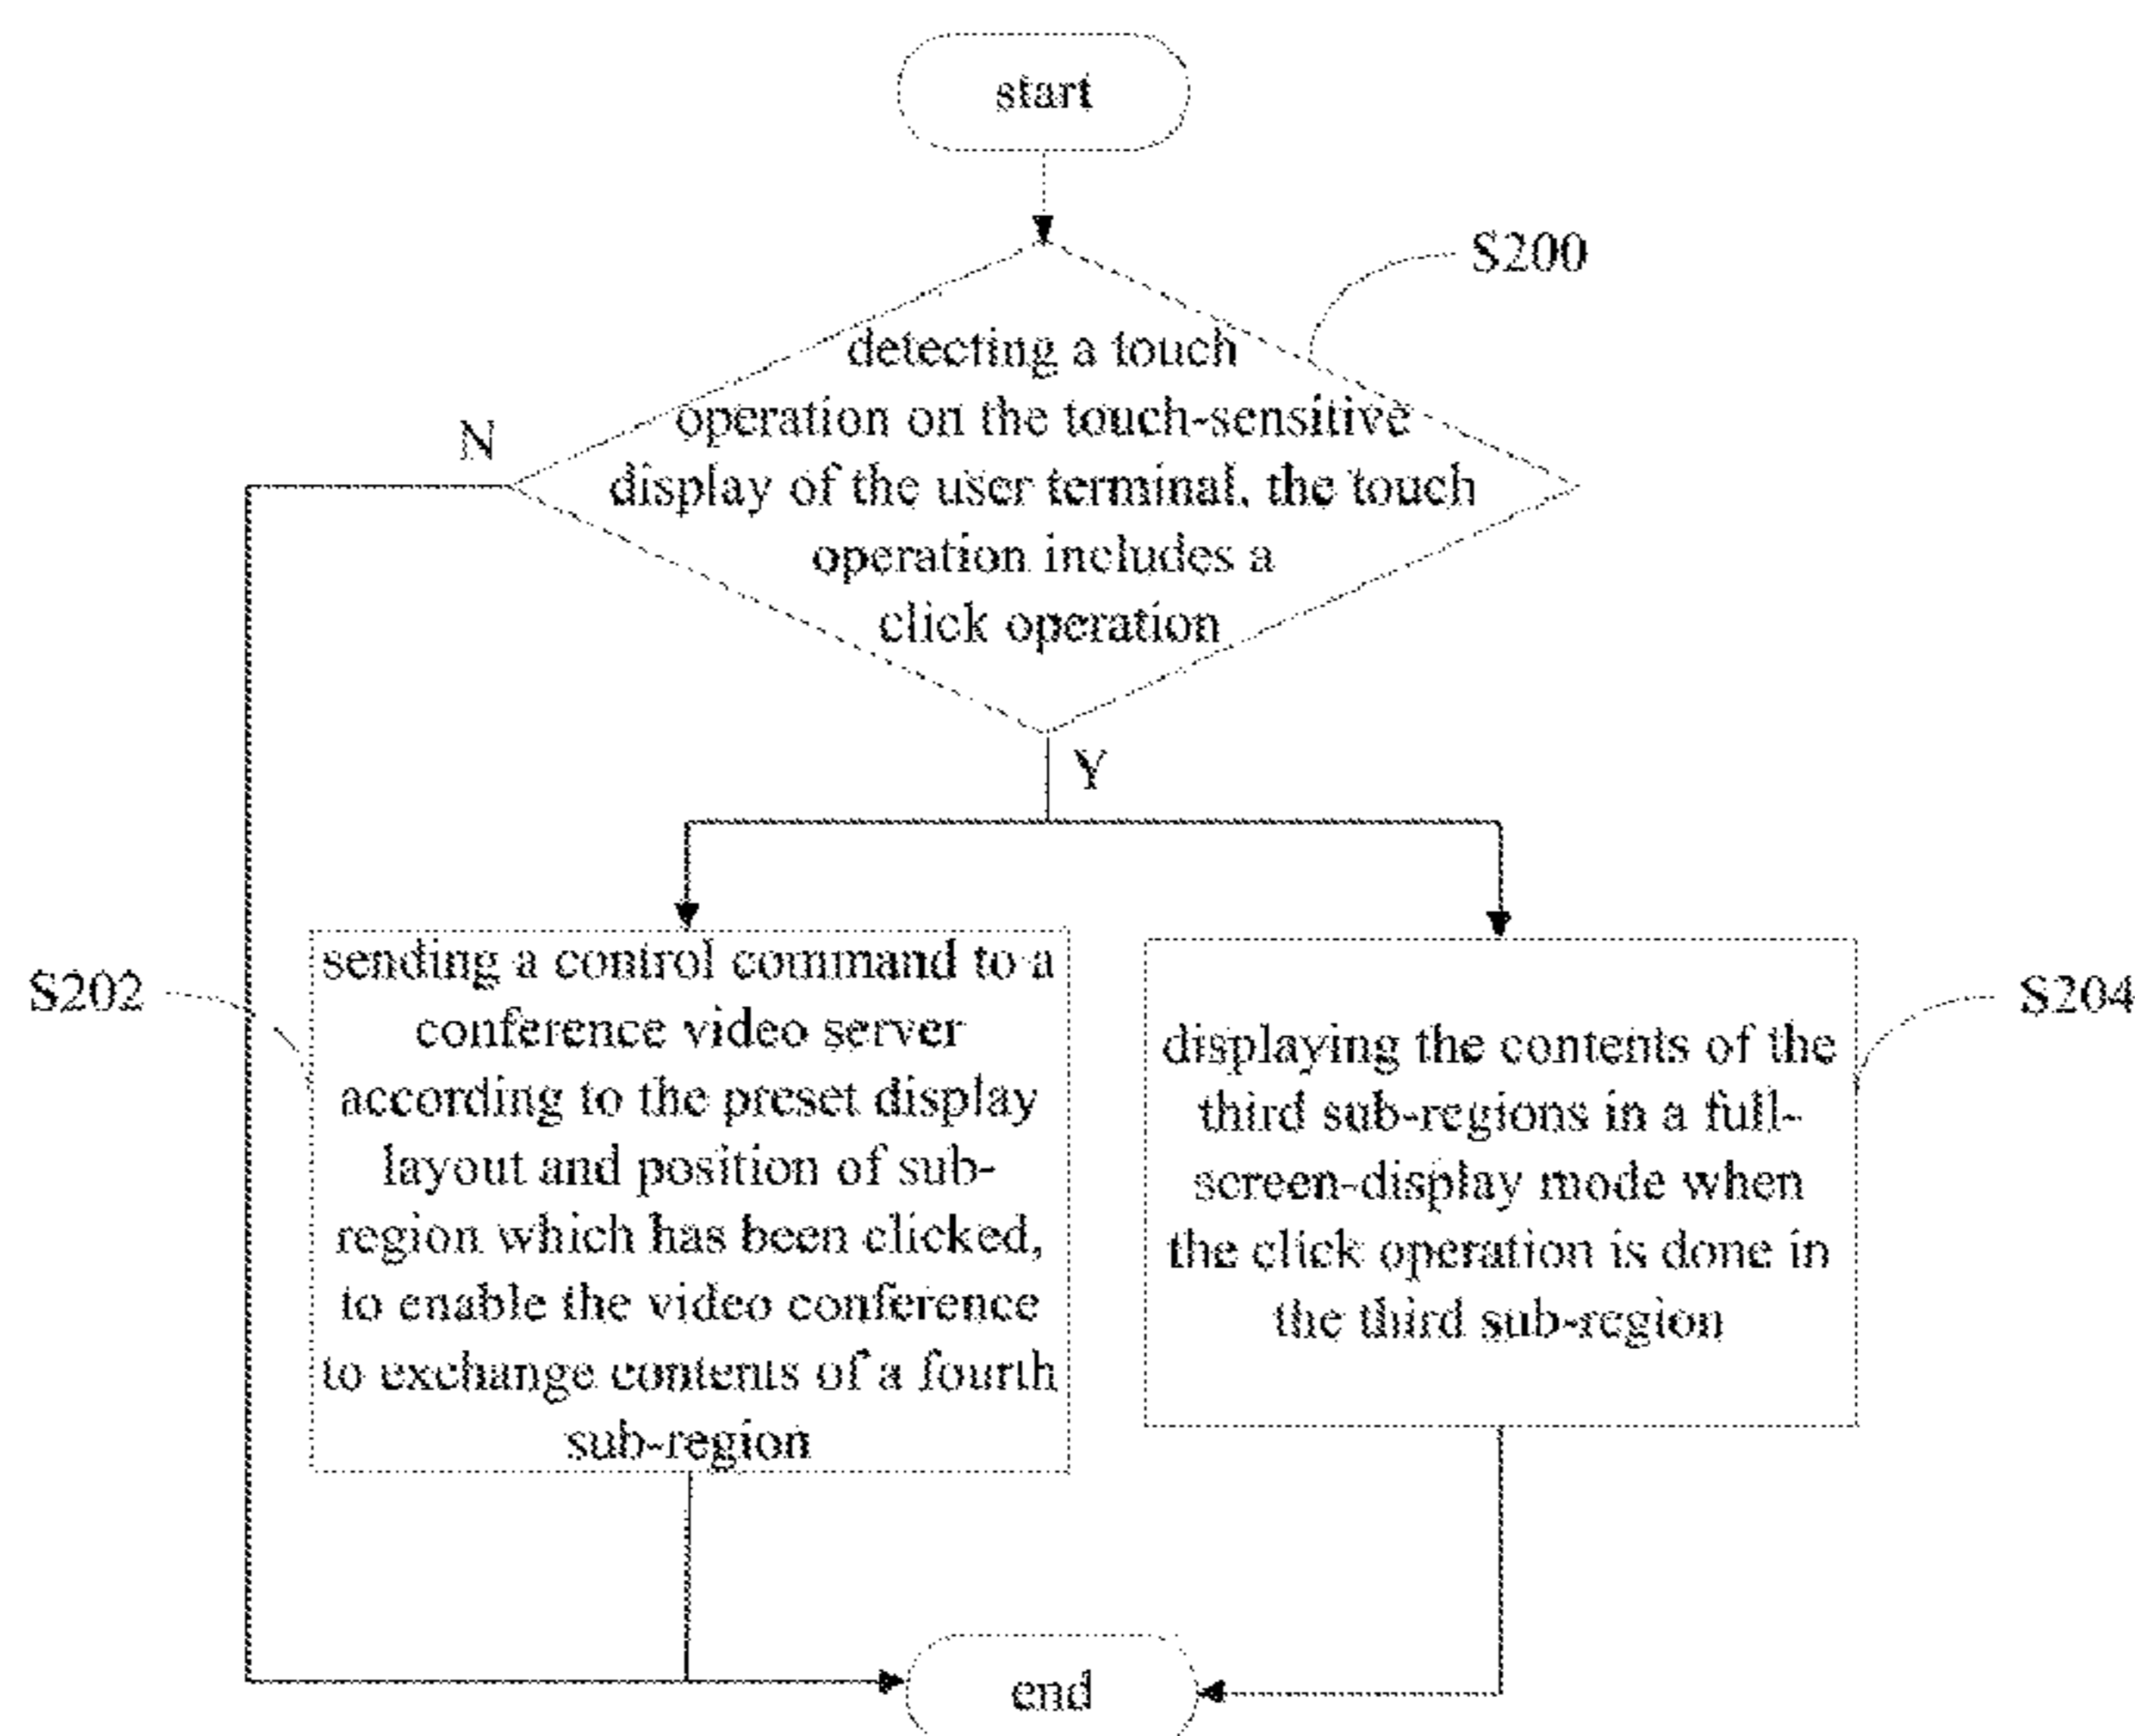 start
S200
detecting a touch
operation on the touch-sensitive
display of the user terminal, the touch
operation includes a
click operation
N
Y
S202
sending a control command to a
conference video server
according to the preset display
layout and position of sub-
region which has been clicked,
to enable the video conference
to exchange contents of a fourth
sub-region
S204
displaying the contents of the
third sub-regions in a full-
screen-display mode when
the click operation is done in
the third sub-region
end